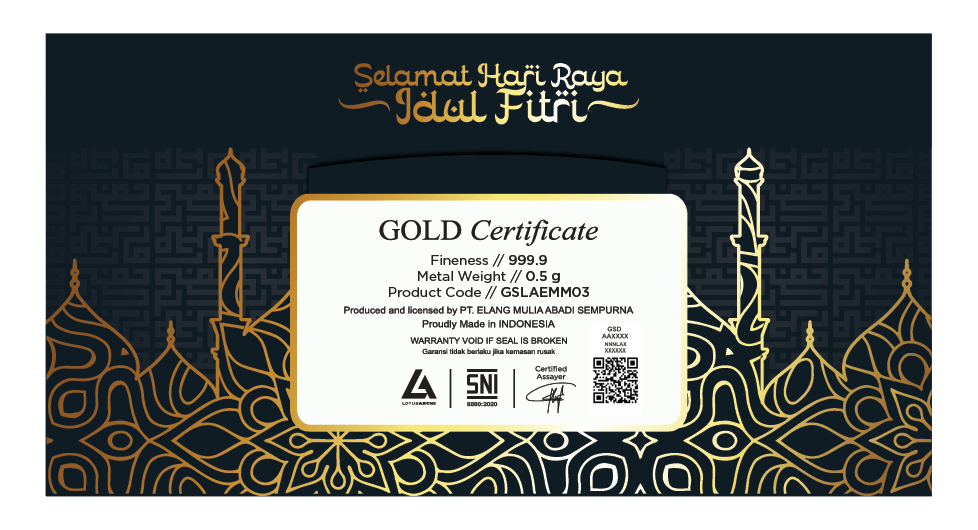 Selamat Hari Raya
Idul Fitri
GOLD Certificate
Fineness // 999.9
Metal Weight // 0.5 g
Product Code // GSLAEMM03
Produced and licensed by PT. ELANG MULIA ABADI SEMPURNA
Proudly Made in INDONESIA
WARRANTY VOID IF SEAL IS BROKEN
Garansi tidak berlaku jika kemasan rusak
GSD
AAXXXX
NNNLAX
XXXXXX
LOTUSARCHI
SNI
8880:2020
Certified
Assayer